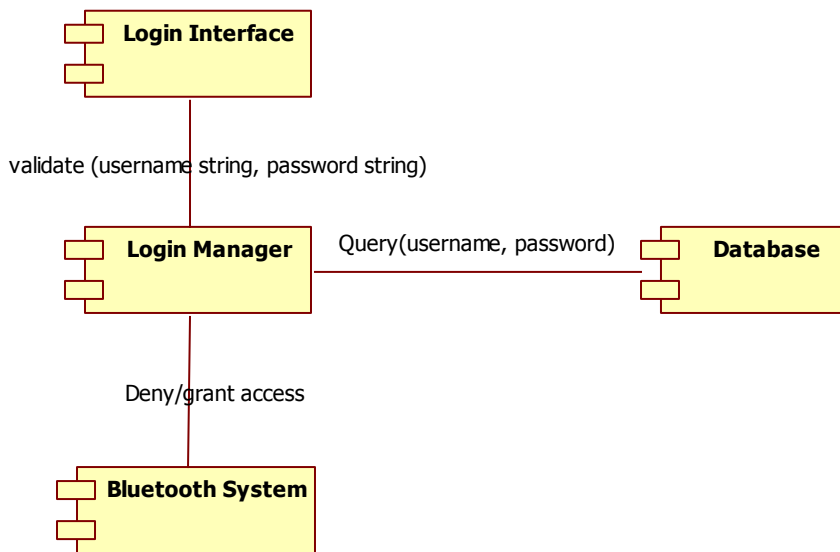 Login Interface
validate (username string, password string)
Login Manager
Query(username, password)
Database
Deny/grant access
Bluetooth System